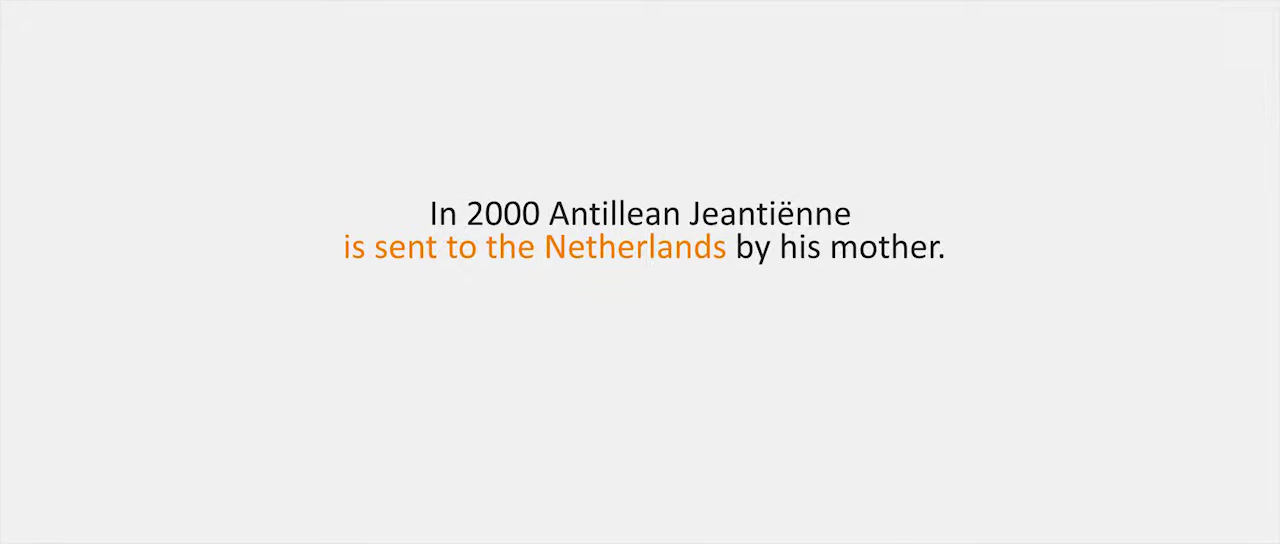 In 2000 Antillean Jeantiënne
is sent to the Netherlands by his mother.